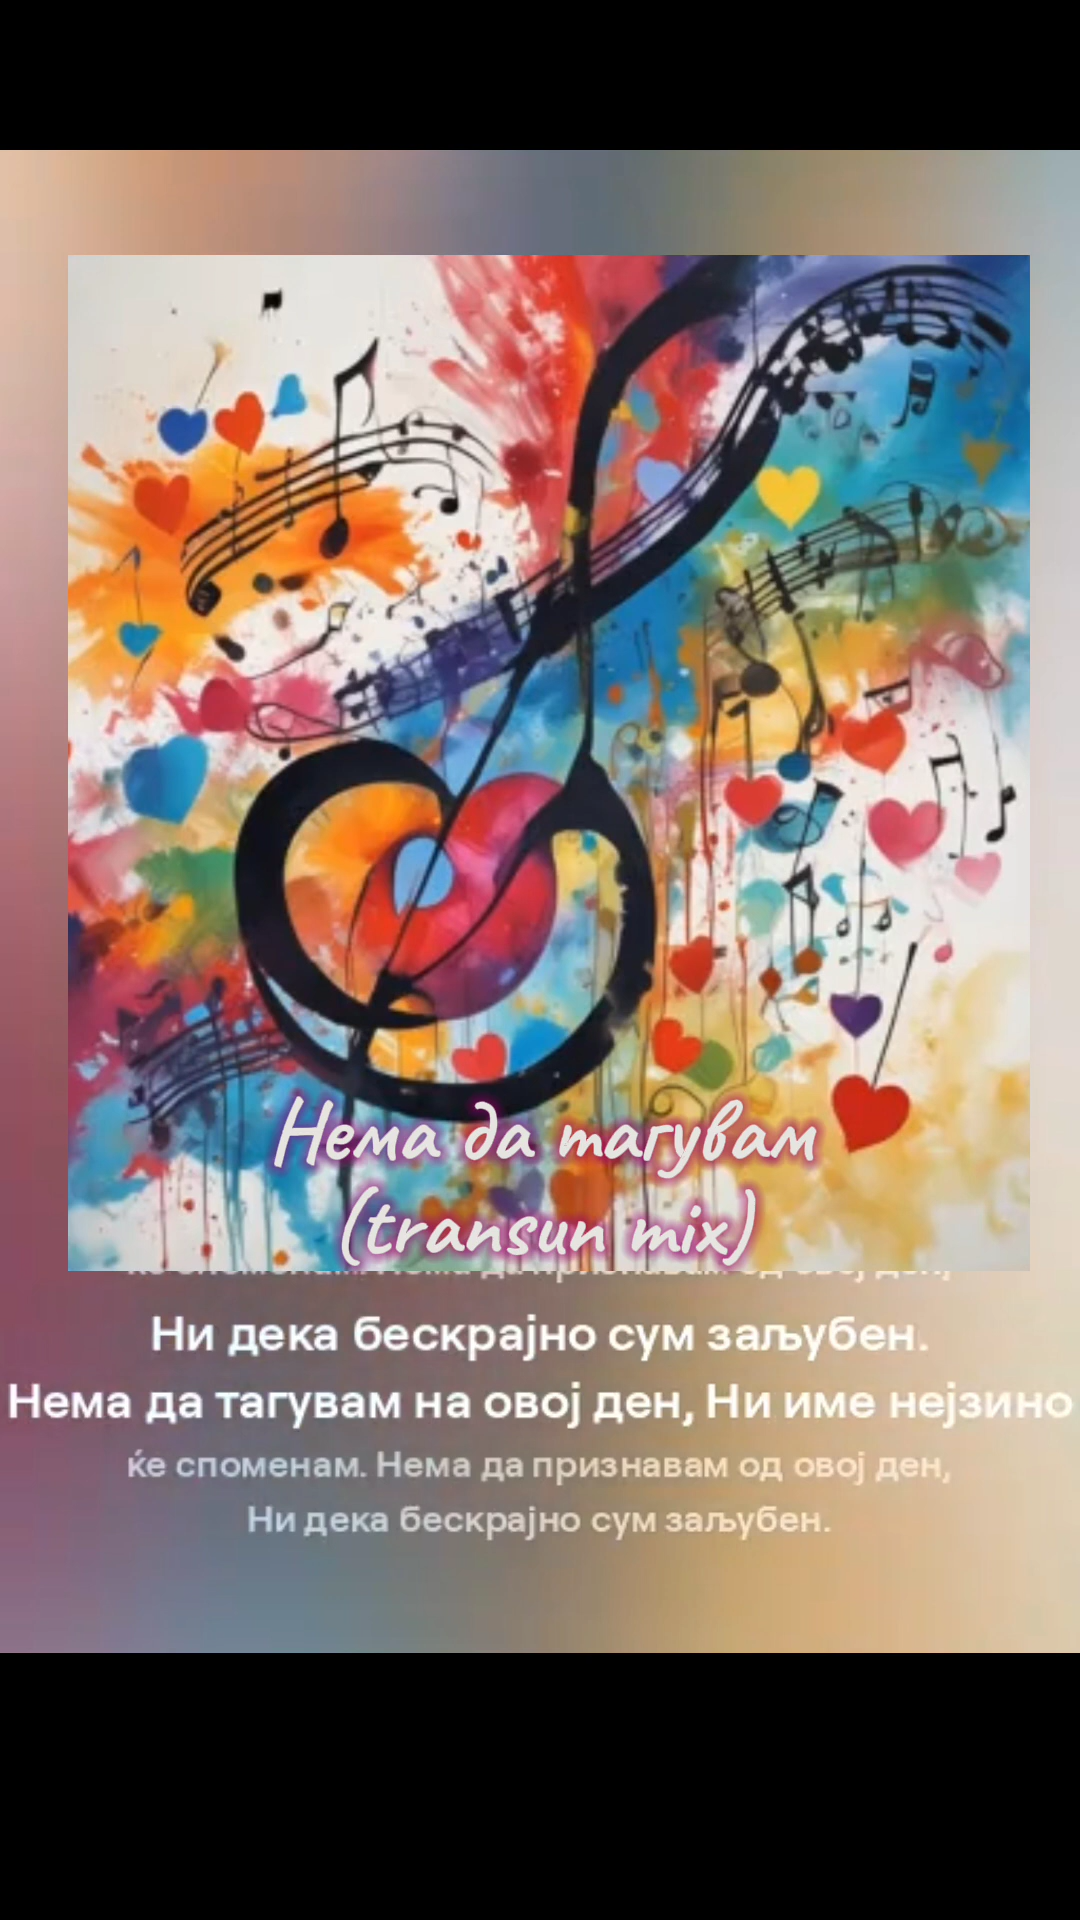 Нема да тагувам
(transun mix)
Ни дека бескрајно сум заљубен.
Нема да тагувам на овој ден, Ни име нејзино
ќе споменам. Нема да признавам од овој ден,
Ни дека бескрајно сум заљубен.